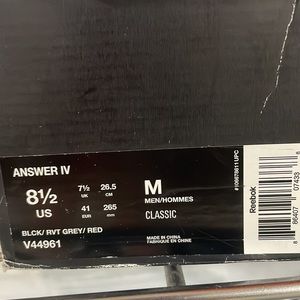 ANSWER IV
8½ US
7½ UK
26.5 CM
41 EUR
265 mm
M
MEN/HOMMES
CLASSIC
BLCK/ RVT GREY/ RED
V44961
MADE IN CHINA
FABRIQUE EN CHINE
Reebok